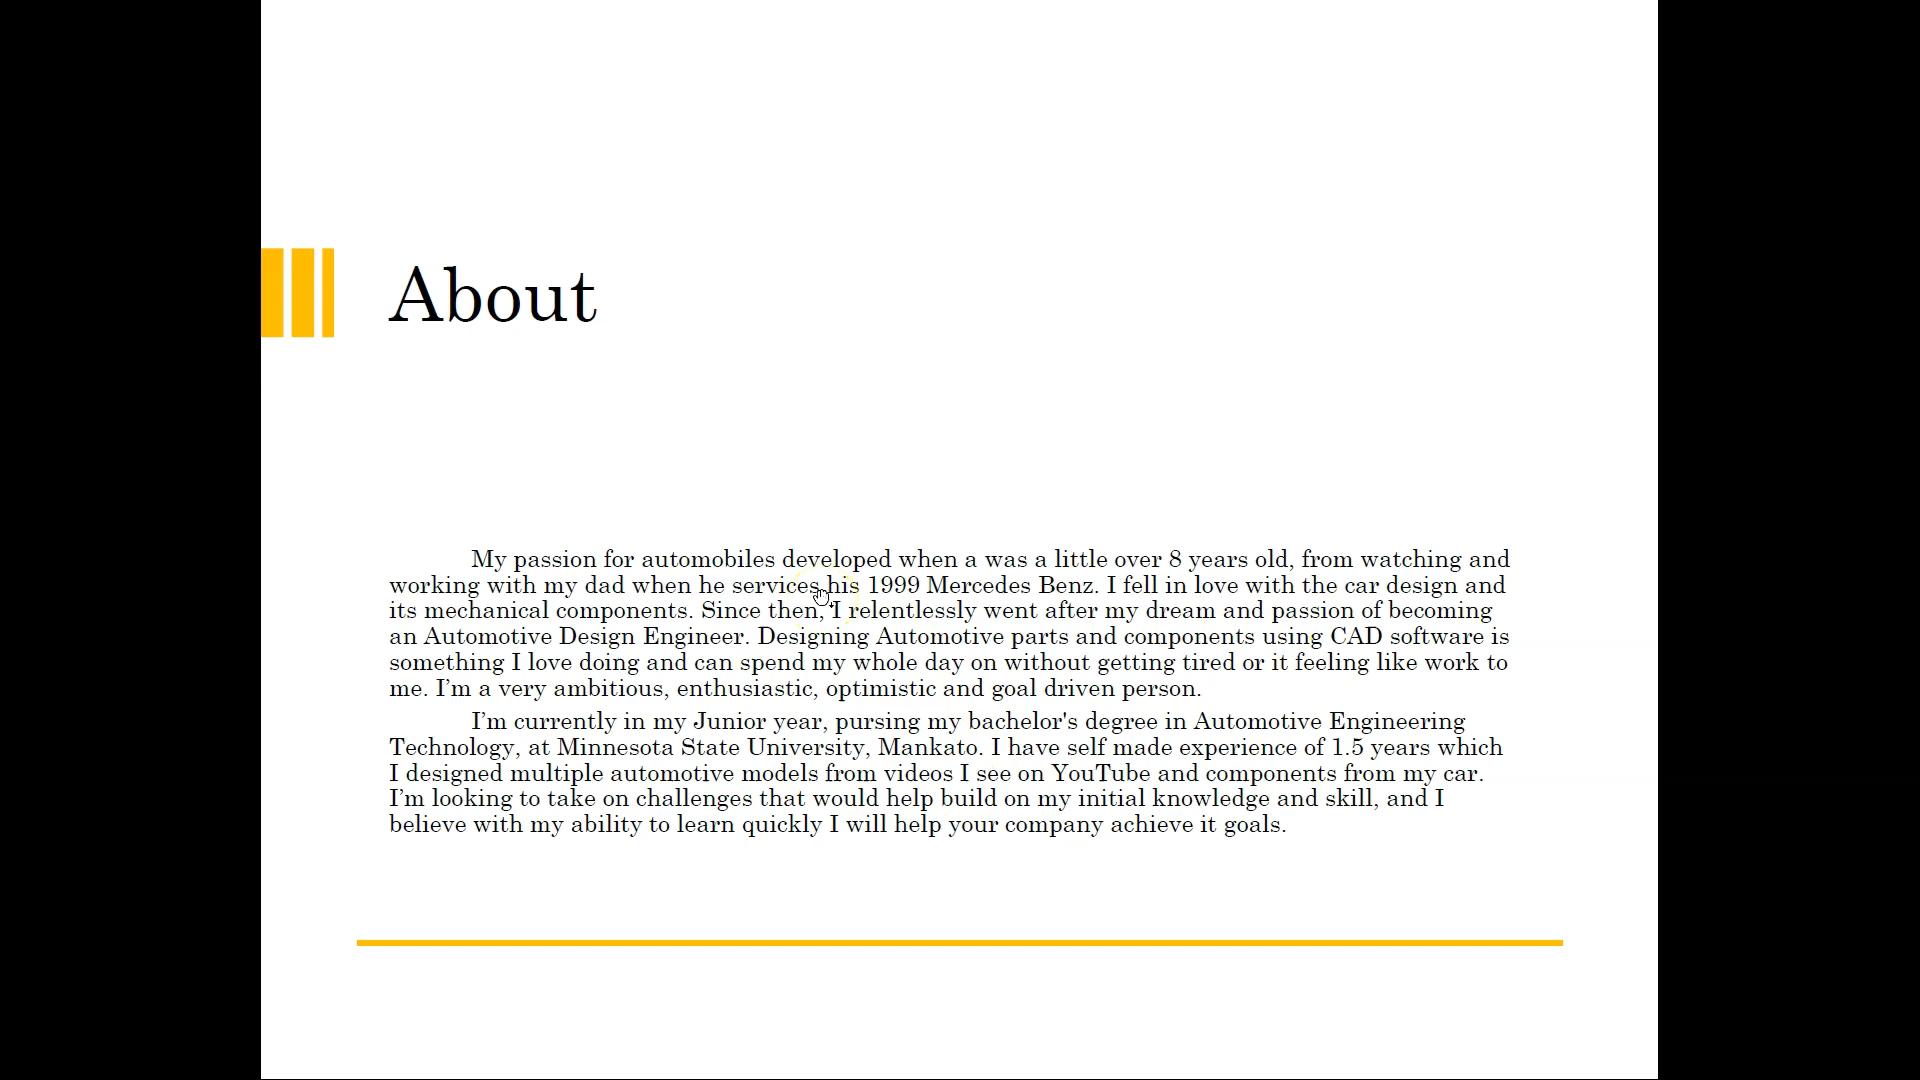 About
My passion for automobiles developed when a was a little over 8 years old, from watching and
working with my dad when he services his 1999 Mercedes Benz. I fell in love with the car design and
its mechanical components. Since then, I relentlessly went after my dream and passion of becoming
an Automotive Design Engineer. Designing Automotive parts and components using CAD software is
something I love doing and can spend my whole day on without getting tired or it feeling like work to
me. I’m a very ambitious, enthusiastic, optimistic and goal driven person.
I’m currently in my Junior year, pursing my bachelor's degree in Automotive Engineering
Technology, at Minnesota State University, Mankato. I have self made experience of 1.5 years which
I designed multiple automotive models from videos I see on YouTube and components from my car.
I’m looking to take on challenges that would help build on my initial knowledge and skill, and I
believe with my ability to learn quickly I will help your company achieve it goals.